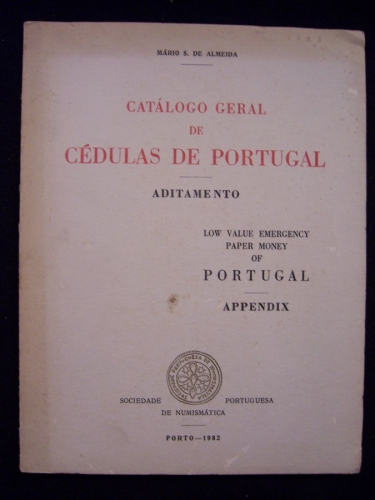 MÁRIO S. DE ALMEIDA
CATÁLOGO GERAL
DE
CÉDULAS DE PORTUGAL
ADITAMENTO
LOW VALUE EMERGENCY
PAPER MONEY
OF
PORTUGAL
APPENDIX
SOCIEDADE PORTUGUESA
DE NUMISMÁTICA
PORTO—1982